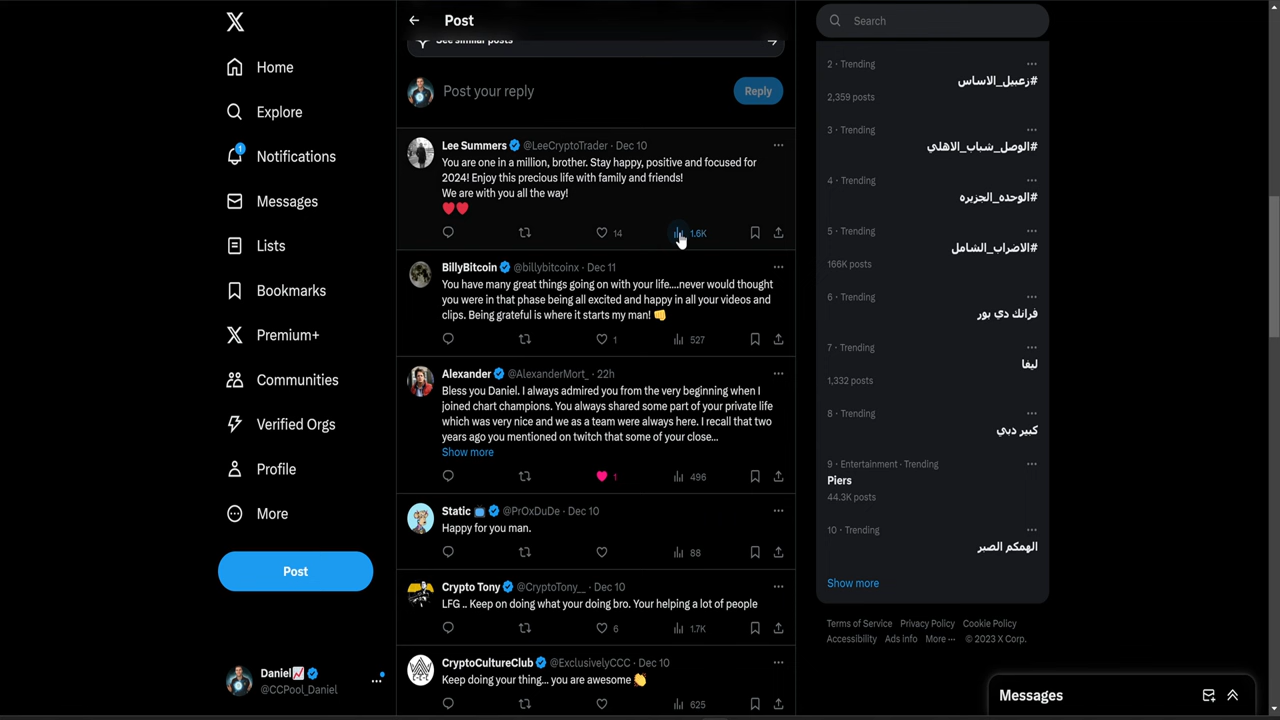 Home
Explore
1
Notifications
Messages
Lists
Bookmarks
Premium+
Communities
Verified Orgs
Profile
More
Post
Daniel📈
@CCPool_Daniel
Post
See similar posts
Post your reply
Reply
Lee Summers @LeeCryptoTrader · Dec 10
You are one in a million, brother. Stay happy, positive and focused for
2024! Enjoy this precious life with family and friends!
We are with you all the way!
❤️❤️
14 1.6K
BillyBitcoin @billybitcoinx · Dec 11
You have many great things going on with your life....never would thought
you were in that phase being all excited and happy in all your videos and
clips. Being grateful is where it starts my man! 👊
1 527
Alexander @AlexanderMort_ · 22h
Bless you Daniel. I always admired you from the very beginning when I
joined chart champions. You always shared some part of your private life
which was very nice and we as a team were always here. I recall that two
years ago you mentioned on twitch that some of your close...
Show more
1 496
Static @PrOxDuDe · Dec 10
Happy for you man.
88
Crypto Tony @CryptoTony__ · Dec 10
LFG .. Keep on doing what your doing bro. Your helping a lot of people
6 1.7K
CryptoCultureClub @ExclusivelyCCC · Dec 10
Keep doing your thing... you are awesome 👏
625
Search
2 · Trending
#زعبيل_الاساس
2,359 posts
3 · Trending
#الوصل_شباب_الاهلي
4 · Trending
#الوحده_الجزيره
5 · Trending
#الاضراب_الشامل
166K posts
6 · Trending
فرانك دي بور
7 · Trending
ليفا
1,332 posts
8 · Trending
كبير دبي
9 · Entertainment · Trending
Piers
44.3K posts
10 · Trending
الهمكم الصبر
Show more
Terms of Service Privacy Policy Cookie Policy
Accessibility Ads info More ··· © 2023 X Corp.
Messages